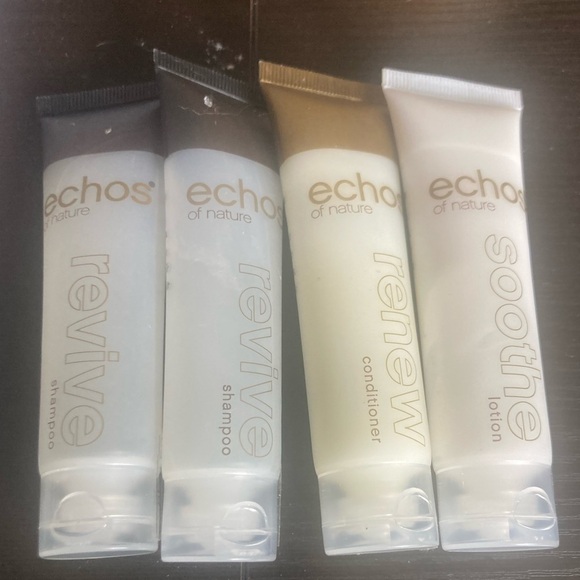 echos®
of nature
revive
shampoo
echos
of nature
revive
shampoo
echos
of nature
renew
conditioner
echos
of nature
soothe
lotion